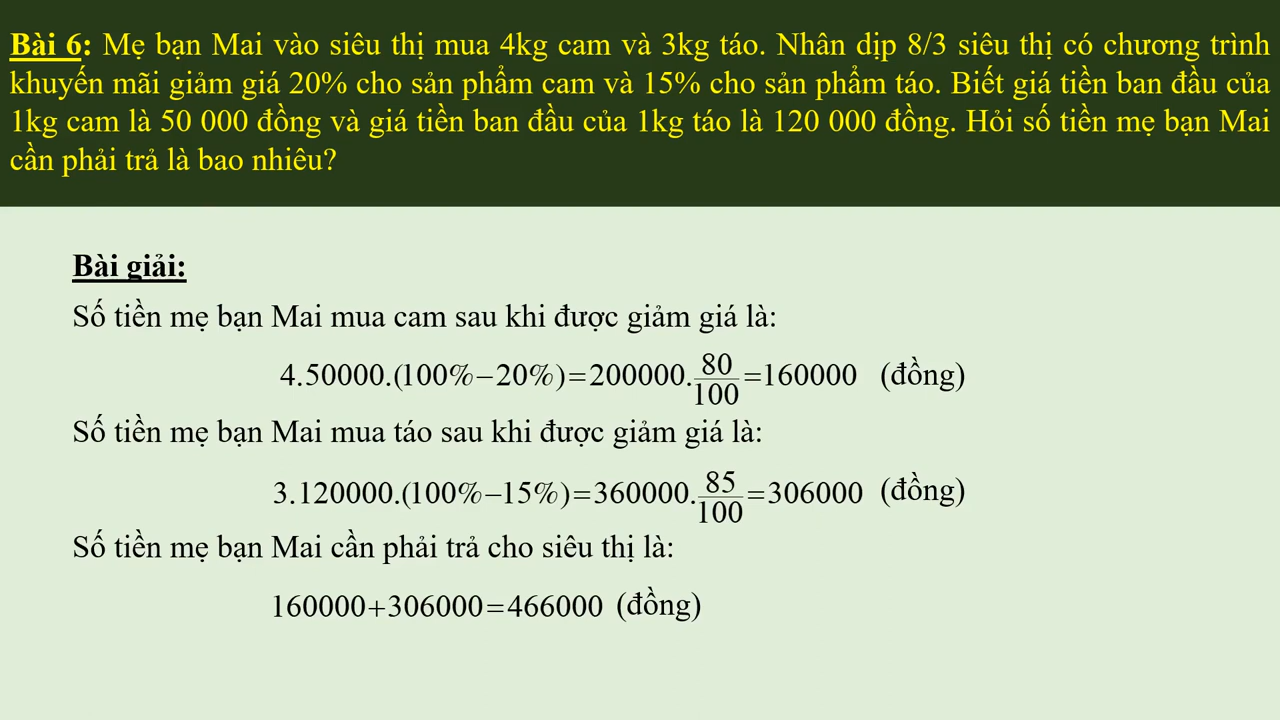 Bài 6: Mẹ bạn Mai vào siêu thị mua 4kg cam và 3kg táo. Nhân dịp 8/3 siêu thị có chương trình
khuyến mãi giảm giá 20% cho sản phẩm cam và 15% cho sản phẩm táo. Biết giá tiền ban đầu của
1kg cam là 50 000 đồng và giá tiền ban đầu của 1kg táo là 120 000 đồng. Hỏi số tiền mẹ bạn Mai
cần phải trả là bao nhiêu?
Bài giải:
Số tiền mẹ bạn Mai mua cam sau khi được giảm giá là:
4.50000.(100%−20%)=200000.80/100=160000 (đồng)
Số tiền mẹ bạn Mai mua táo sau khi được giảm giá là:
3.120000.(100%−15%)=360000.85/100=306000 (đồng)
Số tiền mẹ bạn Mai cần phải trả cho siêu thị là:
160000+306000=466000 (đồng)